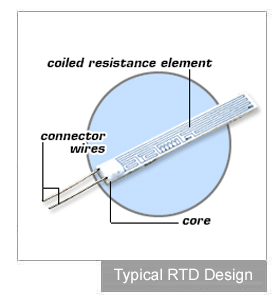 coiled resistance element
connector
wires
core
Typical RTD Design